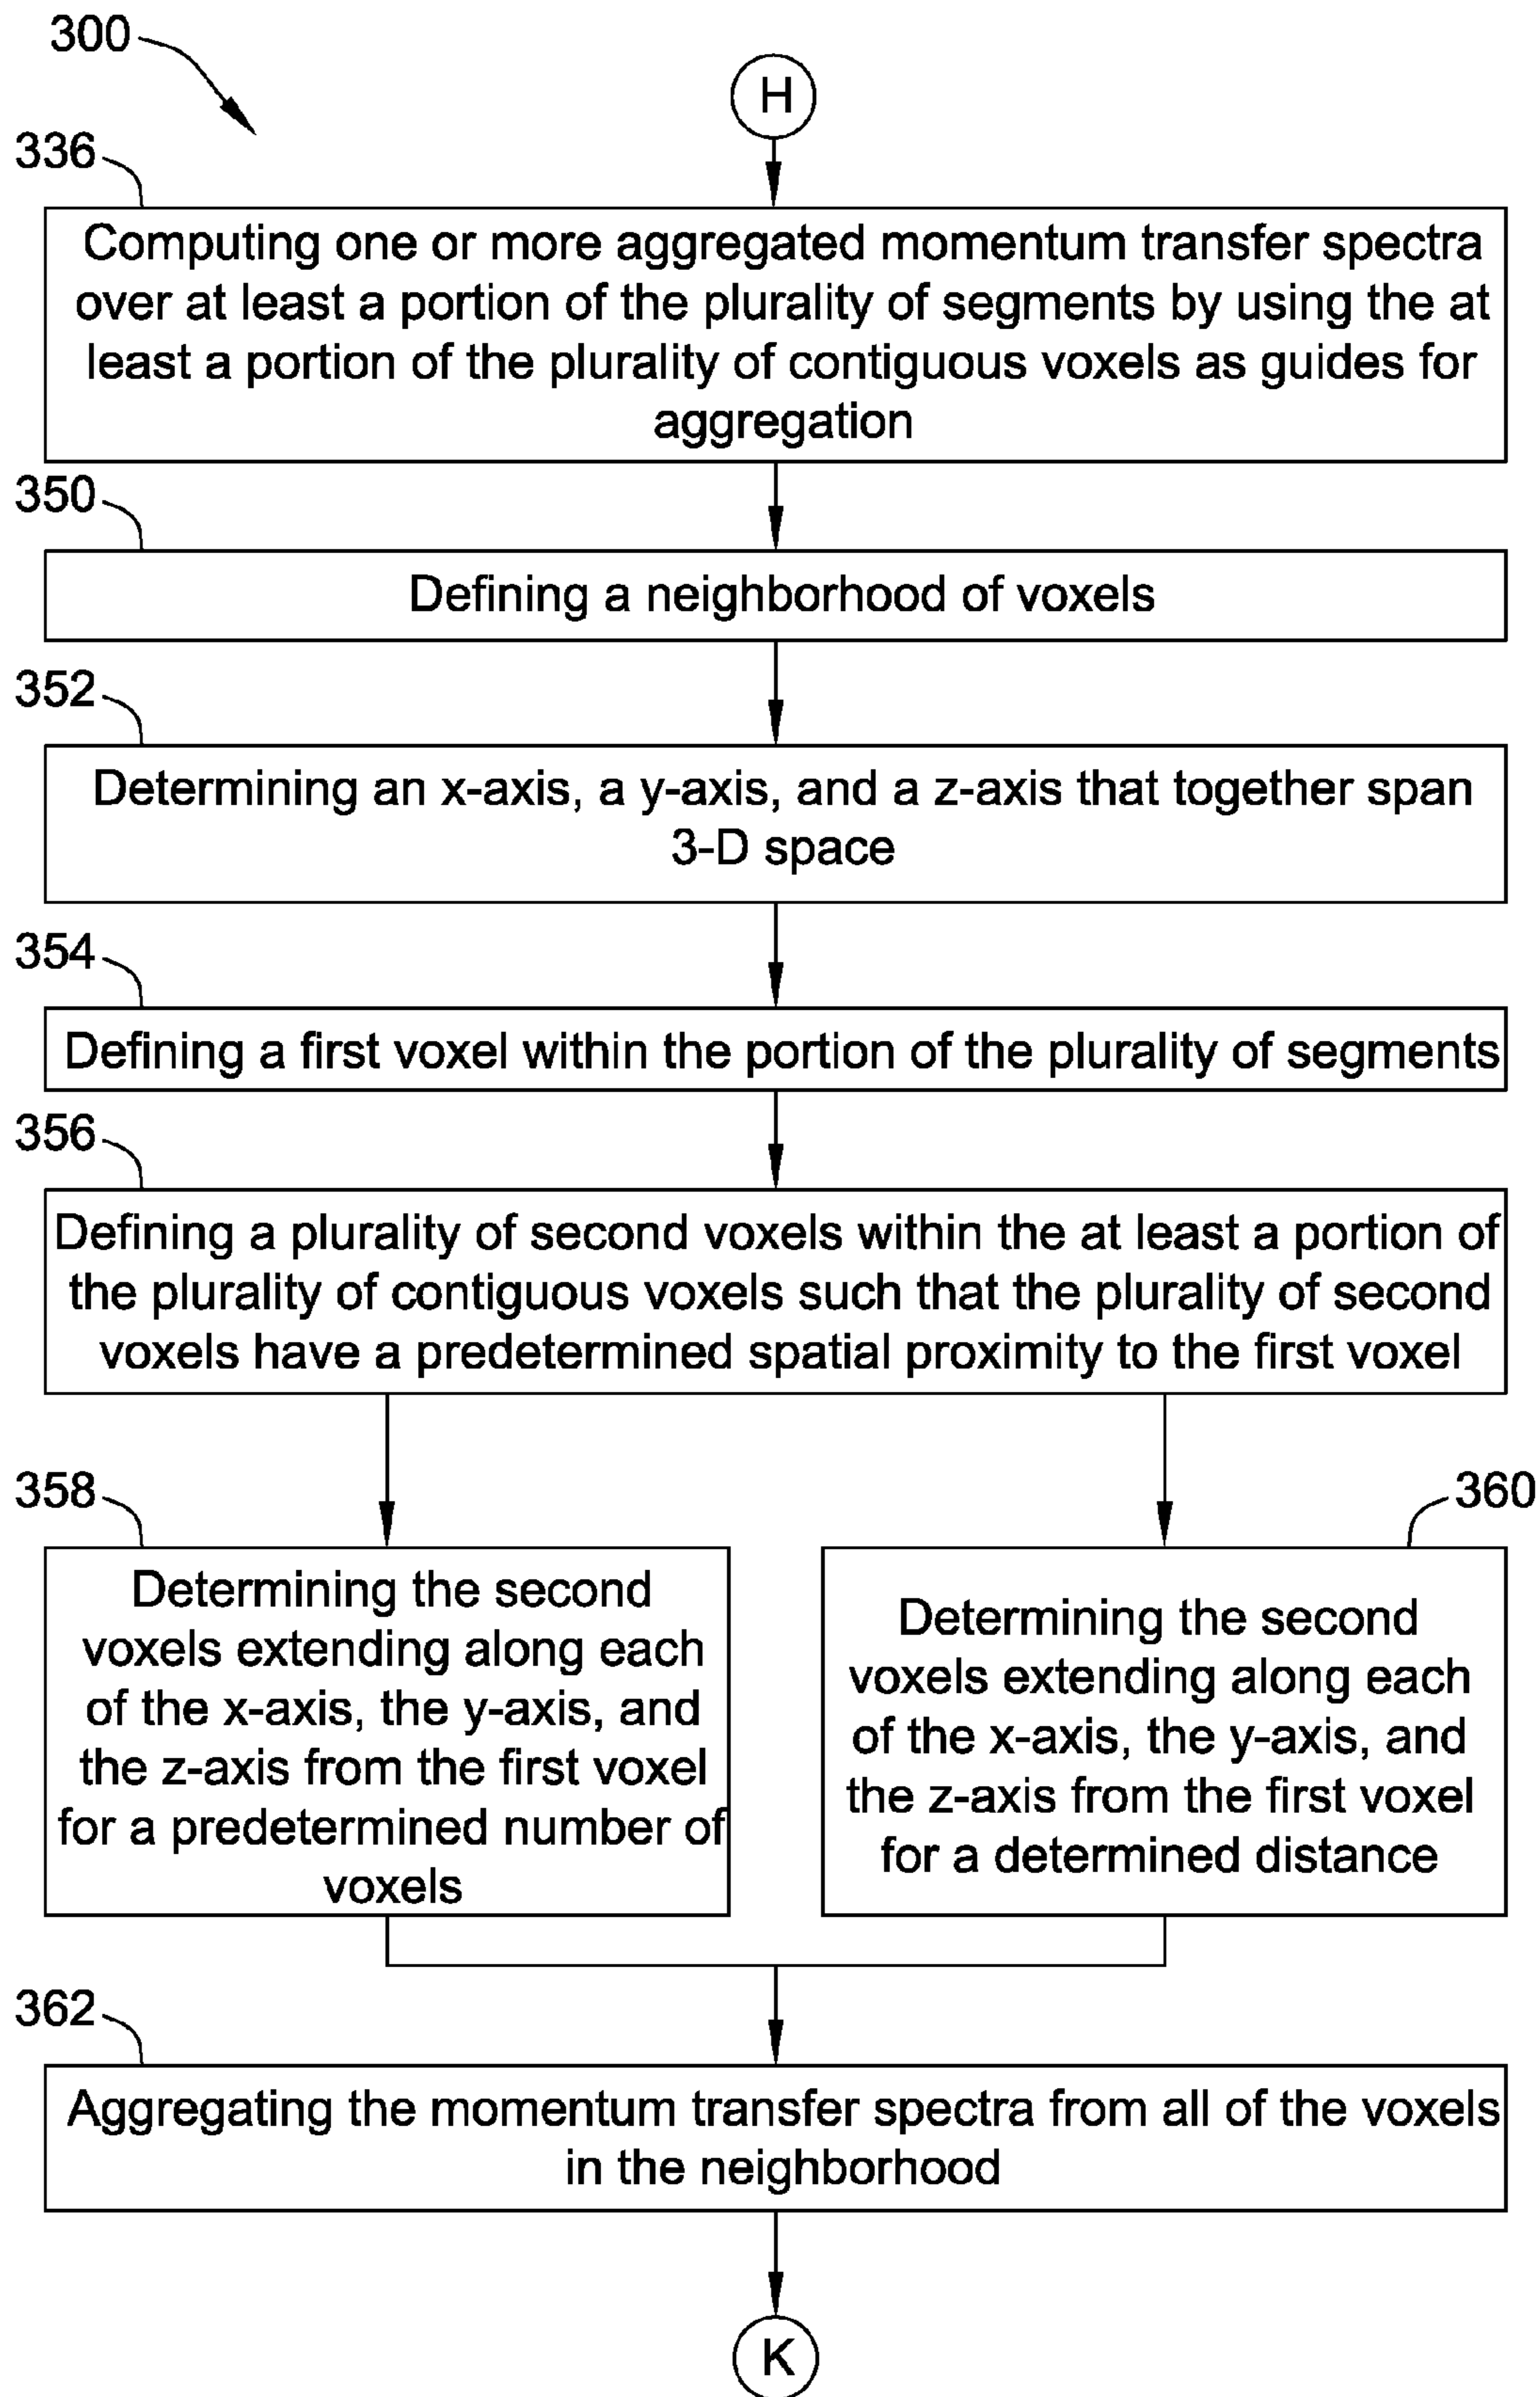 300
H
336
Computing one or more aggregated momentum transfer spectra
over at least a portion of the plurality of segments by using the at
least a portion of the plurality of contiguous voxels as guides for
aggregation
350
Defining a neighborhood of voxels
352
Determining an x-axis, a y-axis, and a z-axis that together span
3-D space
354
Defining a first voxel within the portion of the plurality of segments
356
Defining a plurality of second voxels within the at least a portion of
the plurality of contiguous voxels such that the plurality of second
voxels have a predetermined spatial proximity to the first voxel
358
Determining the second
voxels extending along each
of the x-axis, the y-axis, and
the z-axis from the first voxel
for a predetermined number of
voxels
360
Determining the second
voxels extending along each
of the x-axis, the y-axis, and
the z-axis from the first voxel
for a determined distance
362
Aggregating the momentum transfer spectra from all of the voxels
in the neighborhood
K